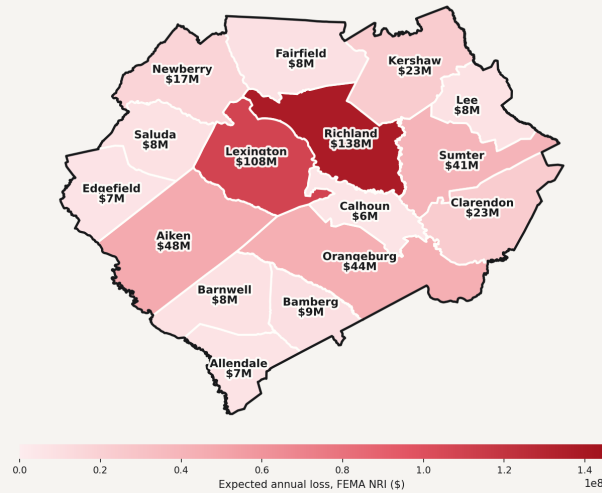 Fairfield
$8M
Kershaw
$23M
Newberry
$17M
Lee
$8M
Saluda
$8M
Richland
$138M
Lexington
$108M
Sumter
$41M
Edgefield
$7M
Calhoun
$6M
Clarendon
$23M
Aiken
$48M
Orangeburg
$44M
Barnwell
$8M
Bamberg
$9M
Allendale
$7M
0.0 0.2 0.4 0.6 0.8 1.0 1.2 1.4
1e8
Expected annual loss, FEMA NRI ($)